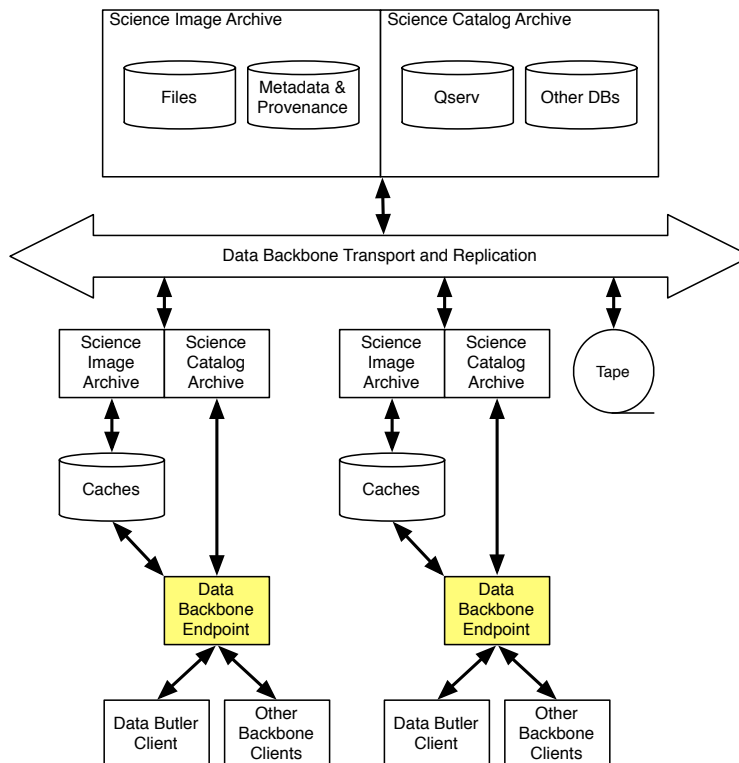 Science Image Archive
Science Catalog Archive
Files
Metadata &
Provenance
Qserv
Other DBs
Data Backbone Transport and Replication
Science
Image
Archive
Science
Catalog
Archive
Science
Image
Archive
Science
Catalog
Archive
Tape
Caches
Caches
Data
Backbone
Endpoint
Data
Backbone
Endpoint
Data Butler
Client
Other
Backbone
Clients
Data Butler
Client
Other
Backbone
Clients